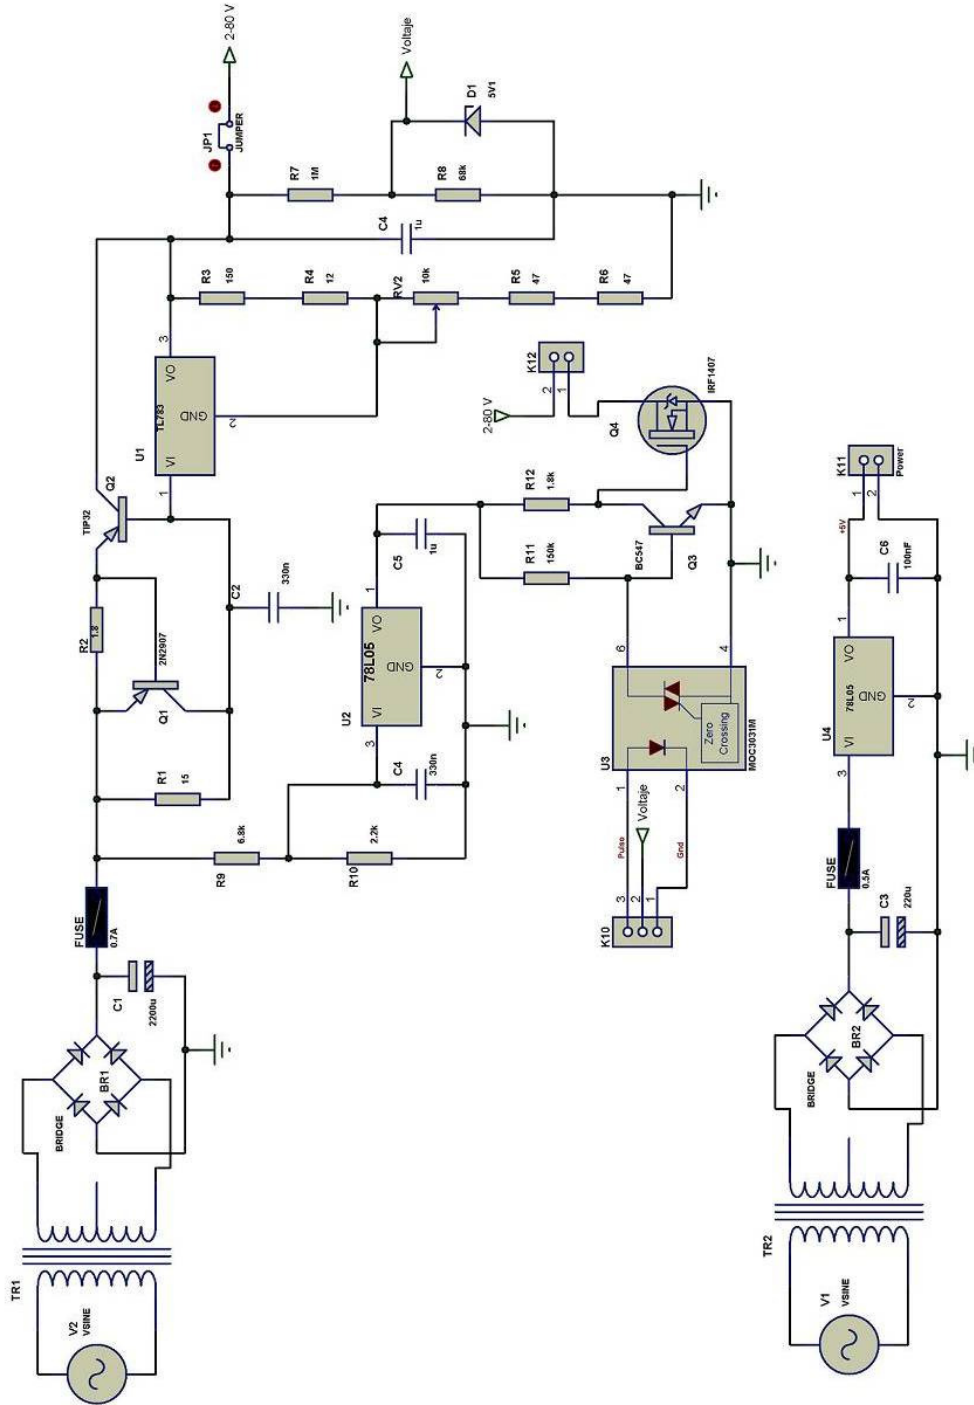 TR1
V2
VSINE
BRIDGE
BR1
C1
2200u
FUSE
0.7A
R1
15
Q1
2N2907
R2
1.8
TIP32
Q2
C2
330n
U1
TL783
VI
VO
GND
1
3
2
R3
150
R4
12
RV2
10k
R5
47
R6
47
C4
1u
R7
1M
R8
68k
JP1
JUMPER
2-80 V
Voltaje
D1
5V1
R9
6.8k
R10
2.2k
C4
330n
U2
78L05
VI
VO
GND
3
1
2
C5
1u
R11
150k
R12
1.8k
BC547
Q3
Q4
IRF1407
2-80 V
K12
2
1
K10
3
2
1
Pulso
Voltaje
Gnd
U3
1
2
6
4
Zero
Crossing
MOC3031M
TR2
V1
VSINE
BRIDGE
BR2
C3
220u
FUSE
0.5A
U4
78L05
VI
VO
GND
3
1
2
C6
100nF
+5V
K11
1
2
Power